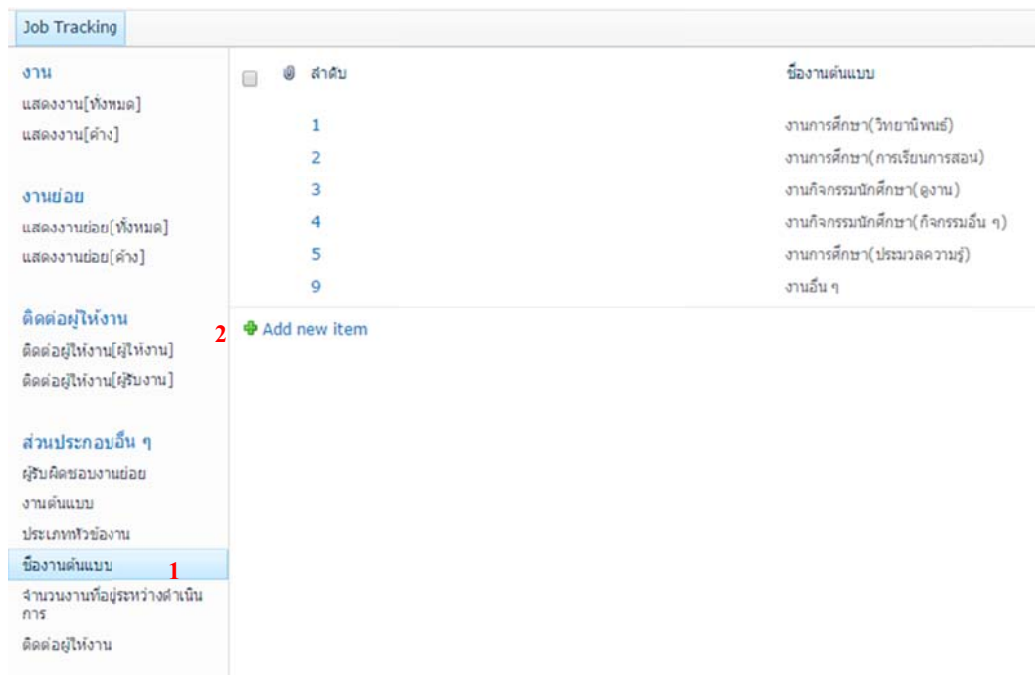 Job Tracking
งาน
แสดงงาน[ทั้งหมด]
แสดงงาน[ค้าง]
งานย่อย
แสดงงานย่อย[ทั้งหมด]
แสดงงานย่อย[ค้าง]
ติดต่อผู้ให้งาน
ติดต่อผู้ให้งาน[ผู้ให้งาน]
ติดต่อผู้ให้งาน[ผู้รับงาน]
ส่วนประกอบอื่น ๆ
ผู้รับผิดชอบงานย่อย
งานต้นแบบ
ประเภทหัวข้องาน
ชื่องานต้นแบบ 1
จำนวนงานที่อยู่ระหว่างดำเนิน
การ
ติดต่อผู้ให้งาน
ลำดับ ชื่องานต้นแบบ
1 งานการศึกษา(วิทยานิพนธ์)
2 งานการศึกษา(การเรียนการสอน)
3 งานกิจกรรมนักศึกษา(ดูงาน)
4 งานกิจกรรมนักศึกษา(กิจกรรมอื่น ๆ)
5 งานการศึกษา(ประมวลความรู้)
9 งานอื่น ๆ
2 Add new item